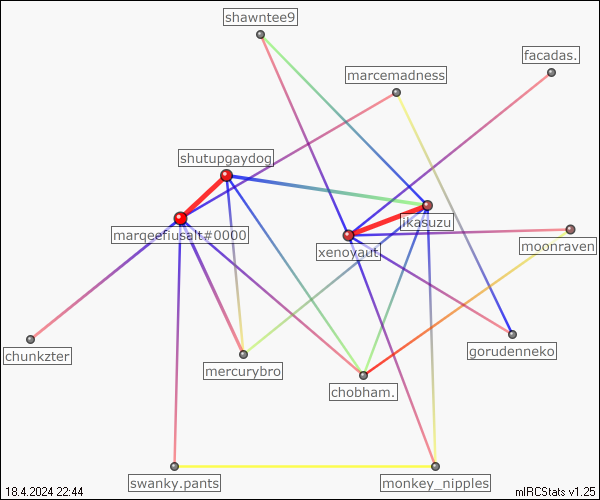 shawntee9
facadas.
marcemadness
shutupgaydog
ikasuzu
marqeefiusalt#0000
xenoyaut
moonraven
chunkzter
gorudenneko
mercurybro
chobham.
swanky.pants
monkey_nipples
18.4.2024 22:44
mIRCStats v1.25